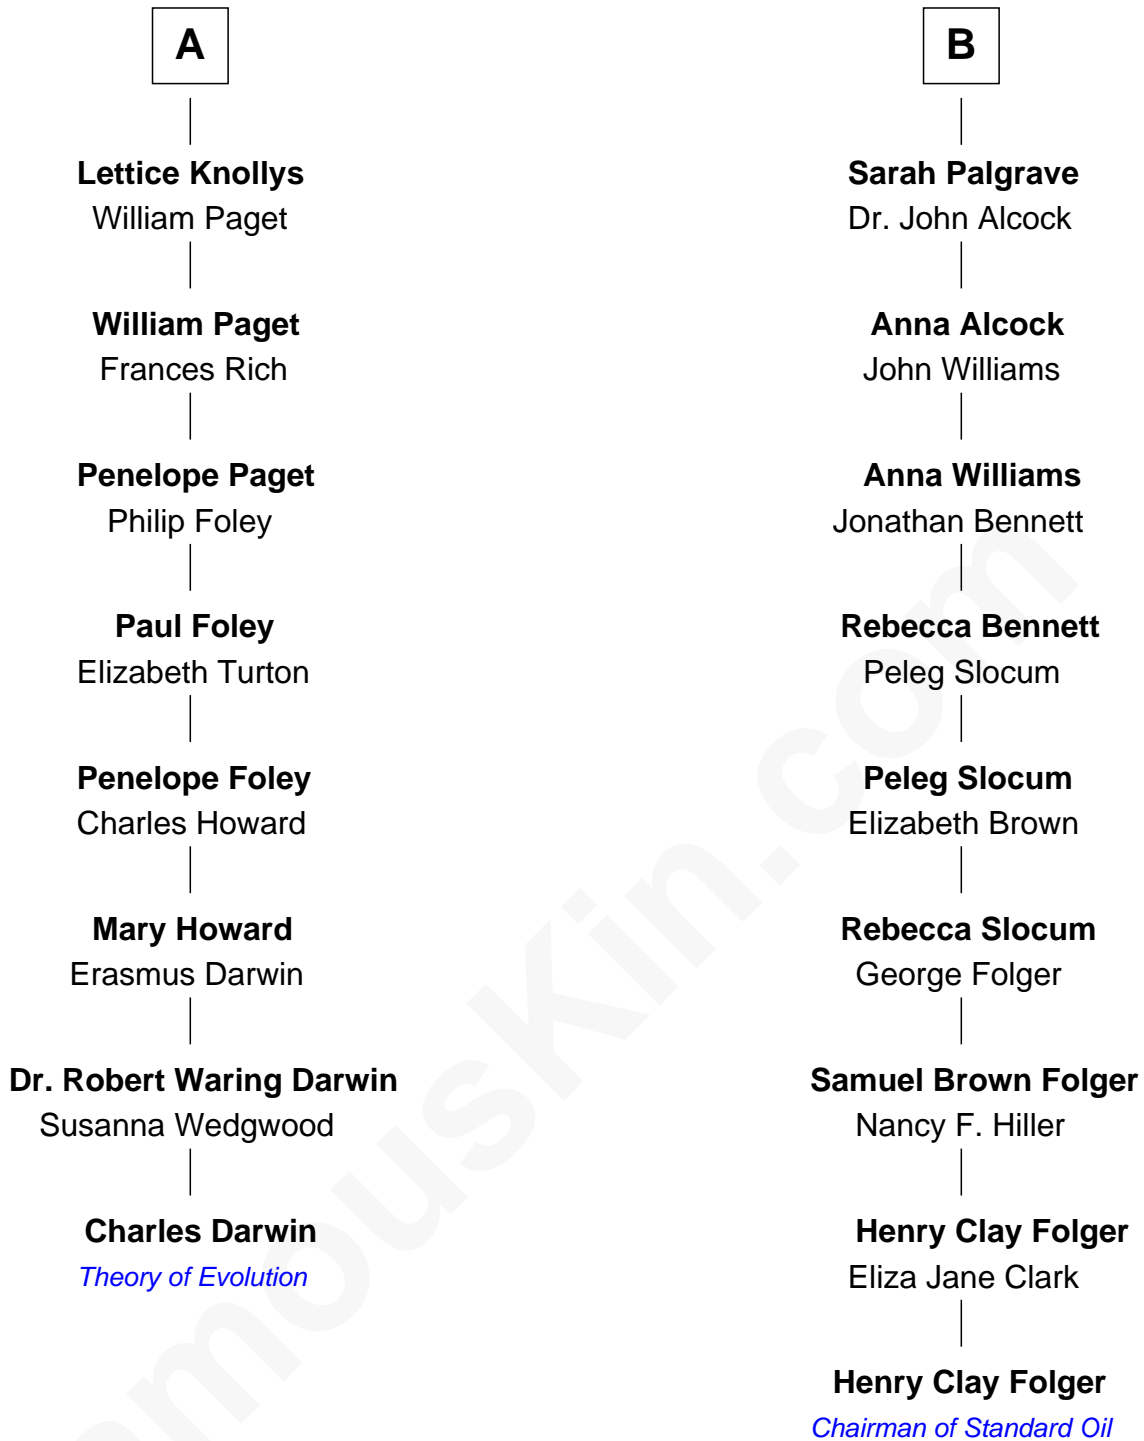 A
Lettice Knollys
William Paget
William Paget
Frances Rich
Penelope Paget
Philip Foley
Paul Foley
Elizabeth Turton
Penelope Foley
Charles Howard
Mary Howard
Erasmus Darwin
Dr. Robert Waring Darwin
Susanna Wedgwood
Charles Darwin
Theory of Evolution
B
Sarah Palgrave
Dr. John Alcock
Anna Alcock
John Williams
Anna Williams
Jonathan Bennett
Rebecca Bennett
Peleg Slocum
Peleg Slocum
Elizabeth Brown
Rebecca Slocum
George Folger
Samuel Brown Folger
Nancy F. Hiller
Henry Clay Folger
Eliza Jane Clark
Henry Clay Folger
Chairman of Standard Oil
amouskin.com